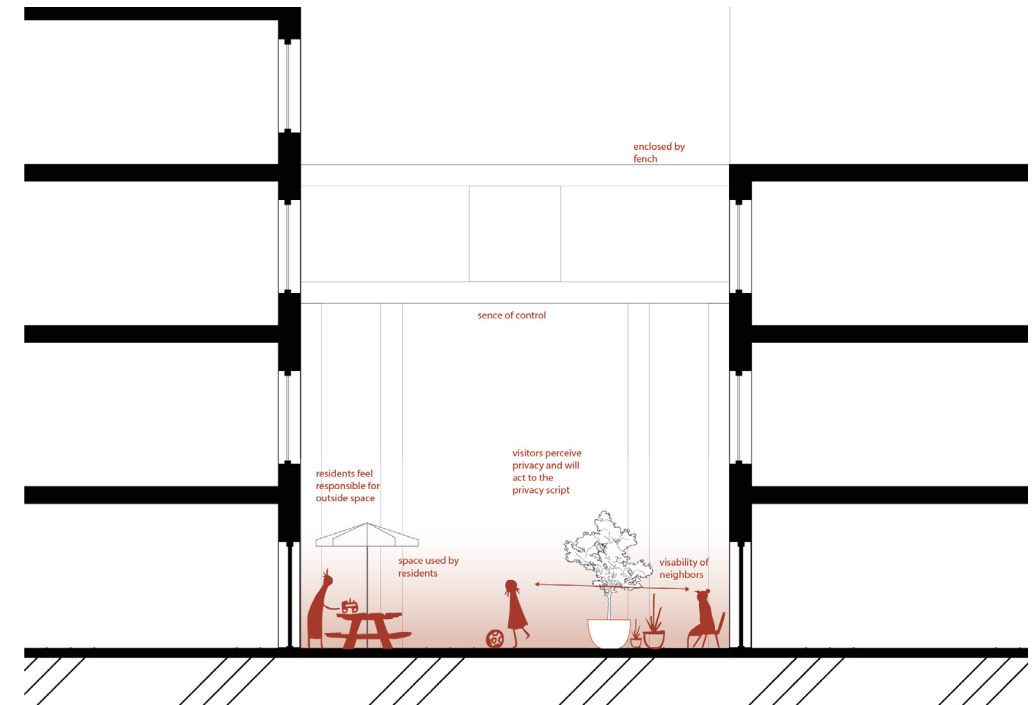 enclosed by
fench
sence of control
visitors perceive
privacy and will
act to the
privacy script
residents feel
responsible for
outside space
space used by
residents
visability of
neighbors